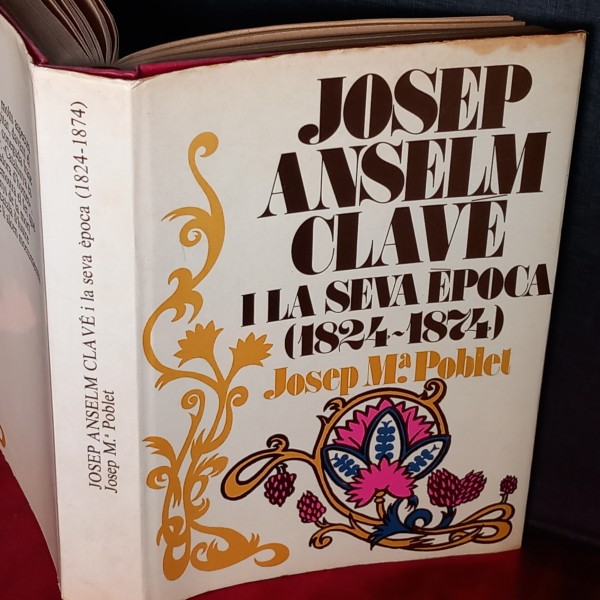 JOSEP
ANSELM
CLAVÉ
I LA SEVA ÈPOCA
(1824-1874)
Josep Mª. Poblet
JOSEP ANSELM CLAVÉ i la seva època (1824-1874)
Josep M.ª Poblet